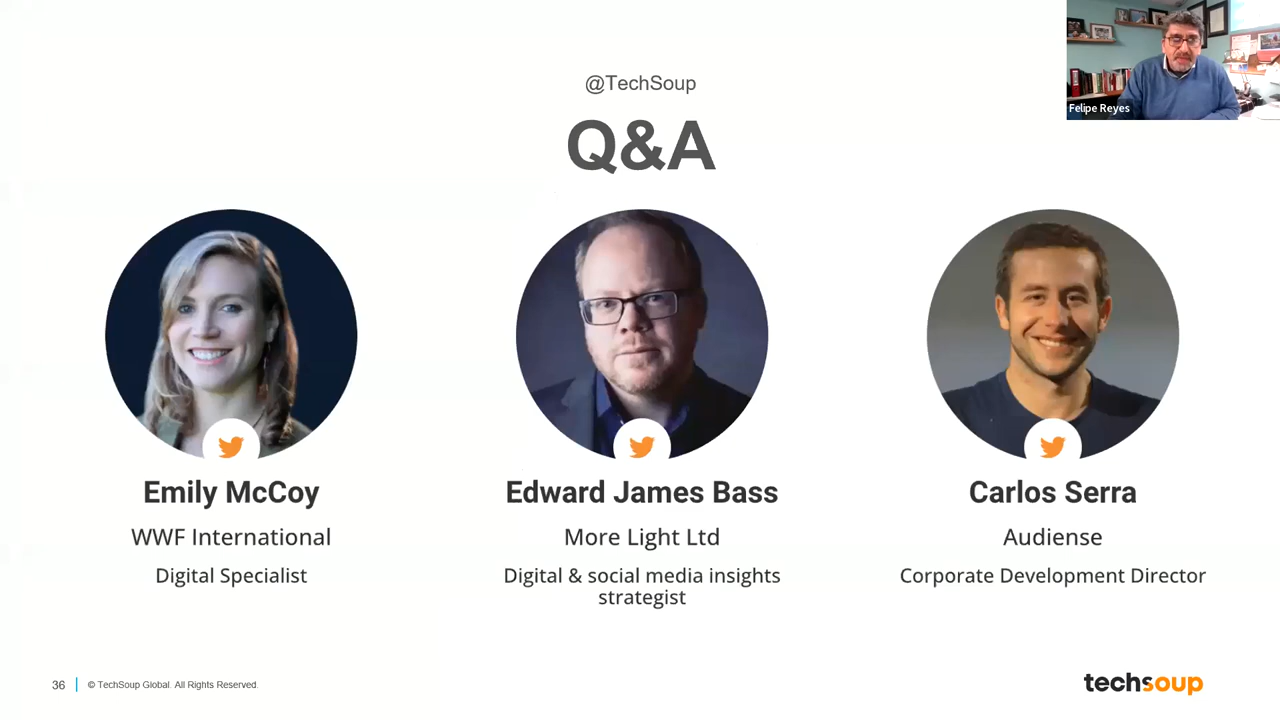 Felipe Reyes
@TechSoup
Q&A
Emily McCoy
WWF International
Digital Specialist
Edward James Bass
More Light Ltd
Digital & social media insights
strategist
Carlos Serra
Audiense
Corporate Development Director
36
© TechSoup Global. All Rights Reserved.
techsoup